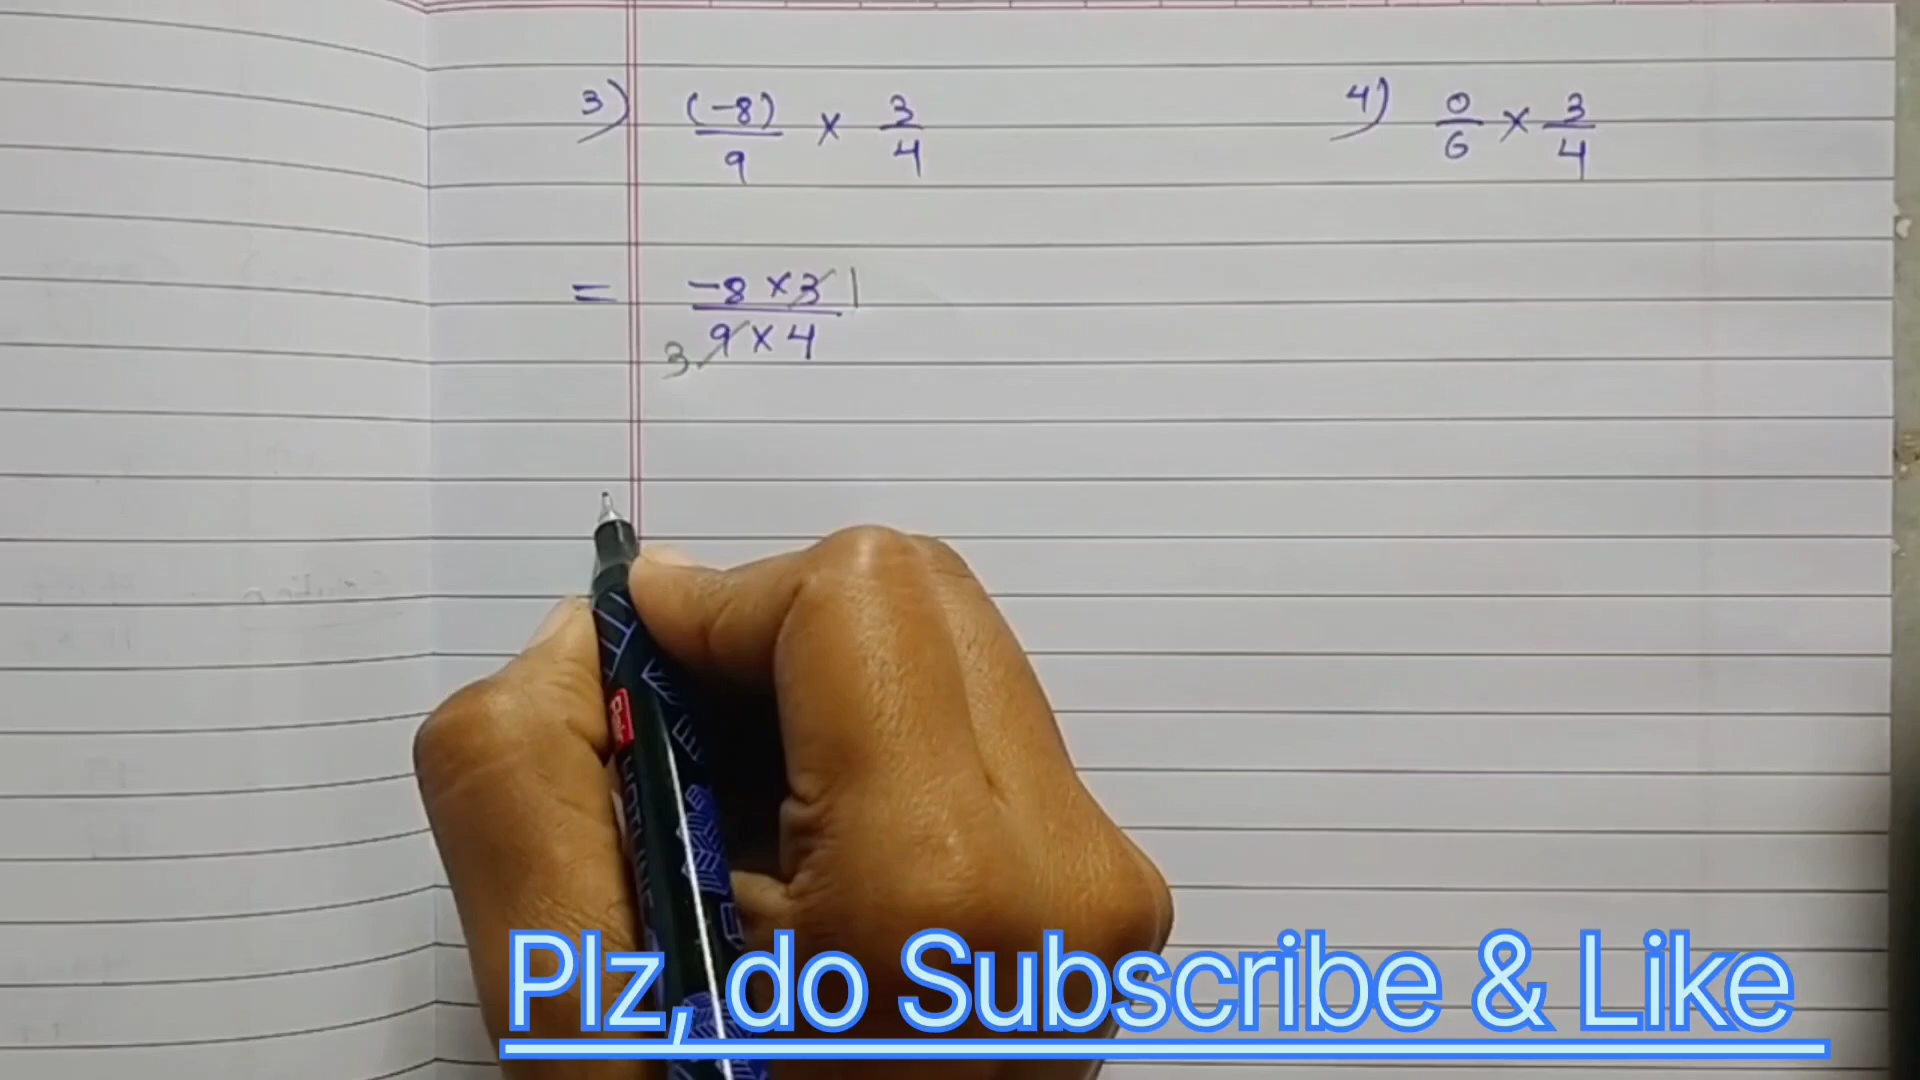 3) (-8)/9 × 3/4
4) 0/6 × 3/4
= -8 × 3 1
3 9 × 4
Plz, do Subscribe & Like